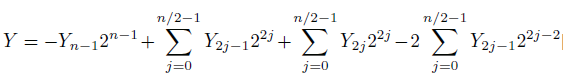 Y = −Y_{n−1}2^{n−1} + \sum_{j=0}^{n/2−1} Y_{2j−1}2^{2j} + \sum_{j=0}^{n/2−1} Y_{2j}2^{2j} − 2 \sum_{j=0}^{n/2−1} Y_{2j−1}2^{2j−2}